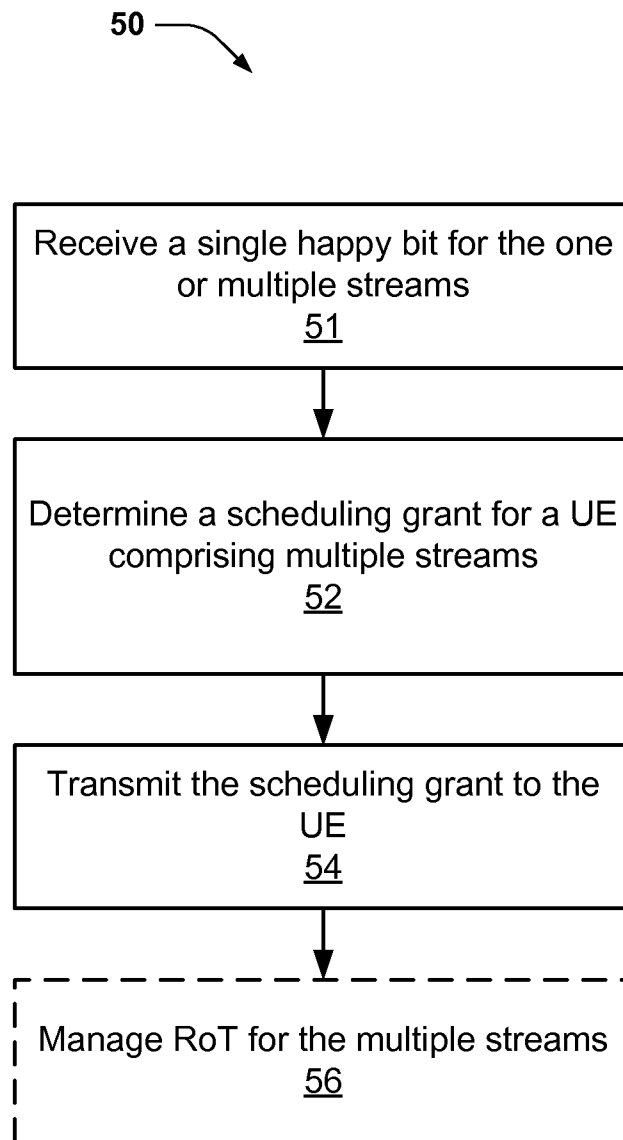 50
Receive a single happy bit for the one
or multiple streams
51
Determine a scheduling grant for a UE
comprising multiple streams
52
Transmit the scheduling grant to the
UE
54
Manage RoT for the multiple streams
56